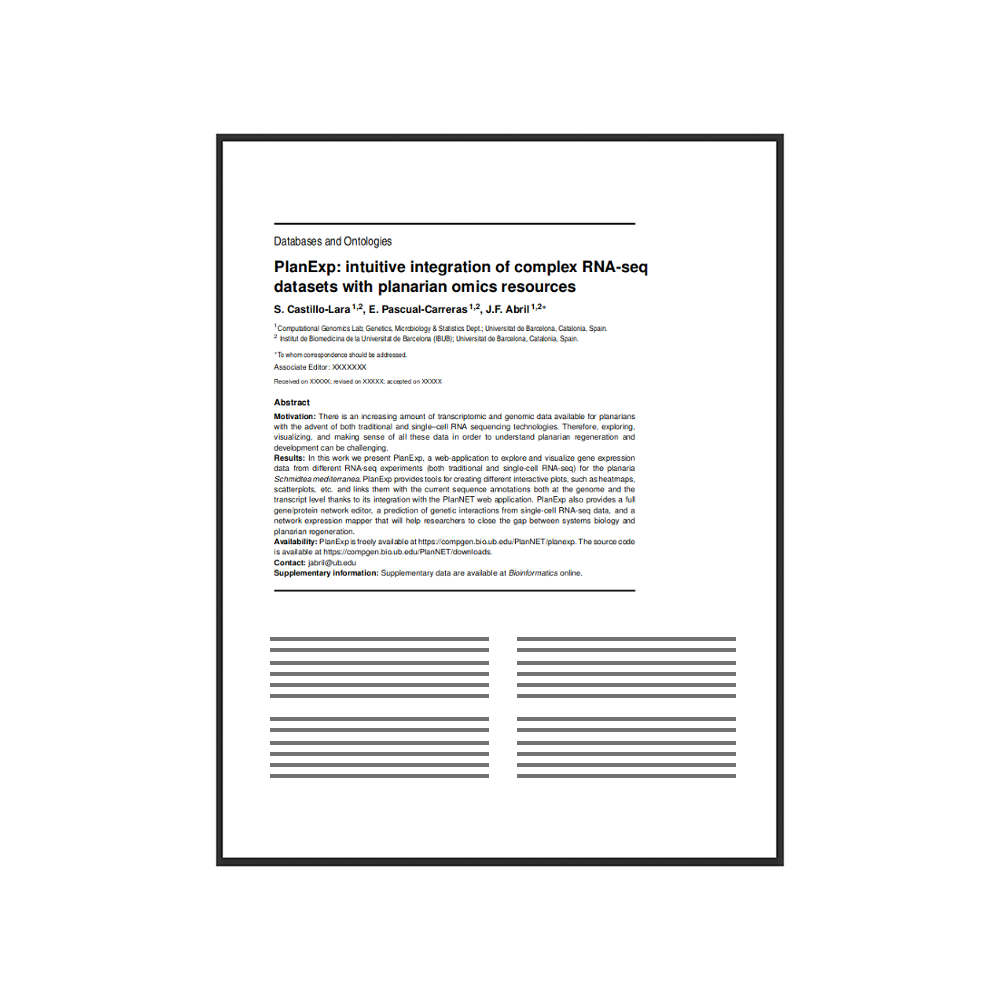 Databases and Ontologies
PlanExp: intuitive integration of complex RNA-seq
datasets with planarian omics resources
S. Castillo-Lara 1,2, E. Pascual-Carreras 1,2, J.F. Abril 1,2*
1Computational Genomics Lab; Genetics, Microbiology & Statistics Dept.; Universitat de Barcelona, Catalonia, Spain.
2 Institut de Biomedicina de la Universitat de Barcelona (IBUB); Universitat de Barcelona, Catalonia, Spain.
*To whom correspondence should be addressed.
Associate Editor: XXXXXXX
Received on XXXXX; revised on XXXXX; accepted on XXXXX
Abstract
Motivation: There is an increasing amount of transcriptomic and genomic data available for planarians
with the advent of both traditional and single–cell RNA sequencing technologies. Therefore, exploring,
visualizing, and making sense of all these data in order to understand planarian regeneration and
development can be challenging.
Results: In this work we present PlanExp, a web-application to explore and visualize gene expression
data from different RNA-seq experiments (both traditional and single-cell RNA-seq) for the planaria
Schmidtea mediterranea. PlanExp provides tools for creating different interactive plots, such as heatmaps,
scatterplots, etc. and links them with the current sequence annotations both at the genome and the
transcript level thanks to its integration with the PlanNET web application. PlanExp also provides a full
gene/protein network editor, a prediction of genetic interactions from single-cell RNA-seq data, and a
network expression mapper that will help researchers to close the gap between systems biology and
planarian regeneration.
Availability: PlanExp is freely available at https://compgen.bio.ub.edu/PlanNET/planexp. The source code
is available at https://compgen.bio.ub.edu/PlanNET/downloads.
Contact: jabril@ub.edu
Supplementary information: Supplementary data are available at Bioinformatics online.